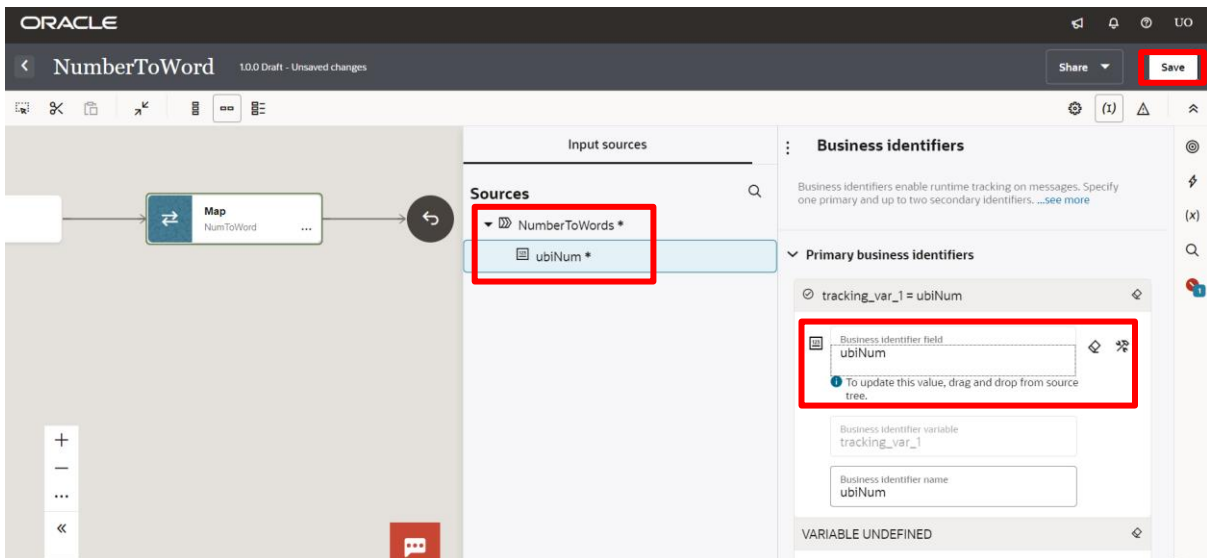 ORACLE
UO
NumberToWord 1.0.0 Draft - Unsaved changes
Share
Save
(I)
Input sources
Business identifiers
Sources
Business identifiers enable runtime tracking on messages. Specify
one primary and up to two secondary identifiers. ...see more
Map
NumToWord
...
NumberToWords *
ubiNum *
(x)
Primary business identifiers
tracking_var_1 = ubiNum
1
Business identifier field
ubiNum
To update this value, drag and drop from source
tree.
Business identifier variable
tracking_var_1
Business identifier name
ubiNum
VARIABLE UNDEFINED